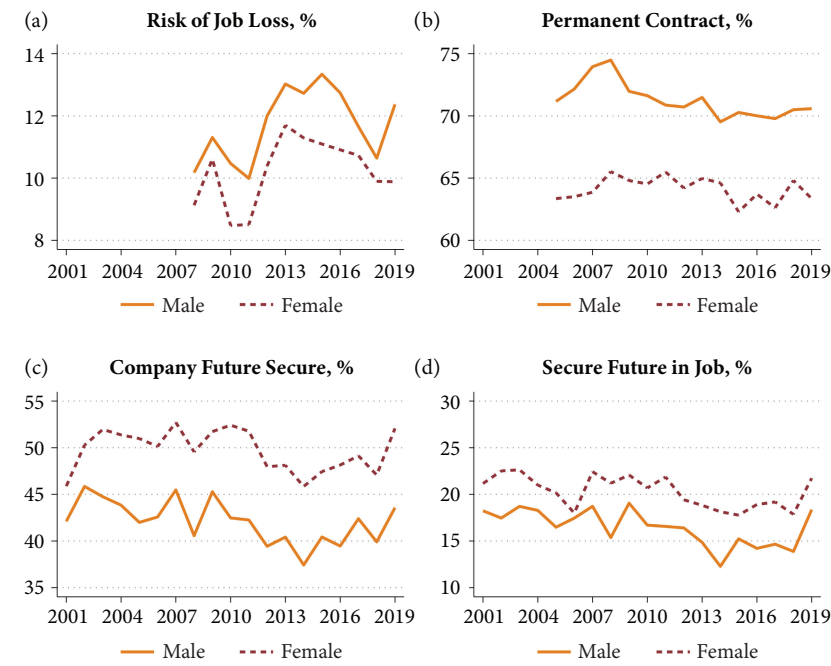 (a) Risk of Job Loss, %
14
12
10
8
2001 2004 2007 2010 2013 2016 2019
Male Female
(b) Permanent Contract, %
75
70
65
60
2001 2004 2007 2010 2013 2016 2019
Male Female
(c) Company Future Secure, %
55
50
45
40
35
2001 2004 2007 2010 2013 2016 2019
Male Female
(d) Secure Future in Job, %
30
25
20
15
10
2001 2004 2007 2010 2013 2016 2019
Male Female